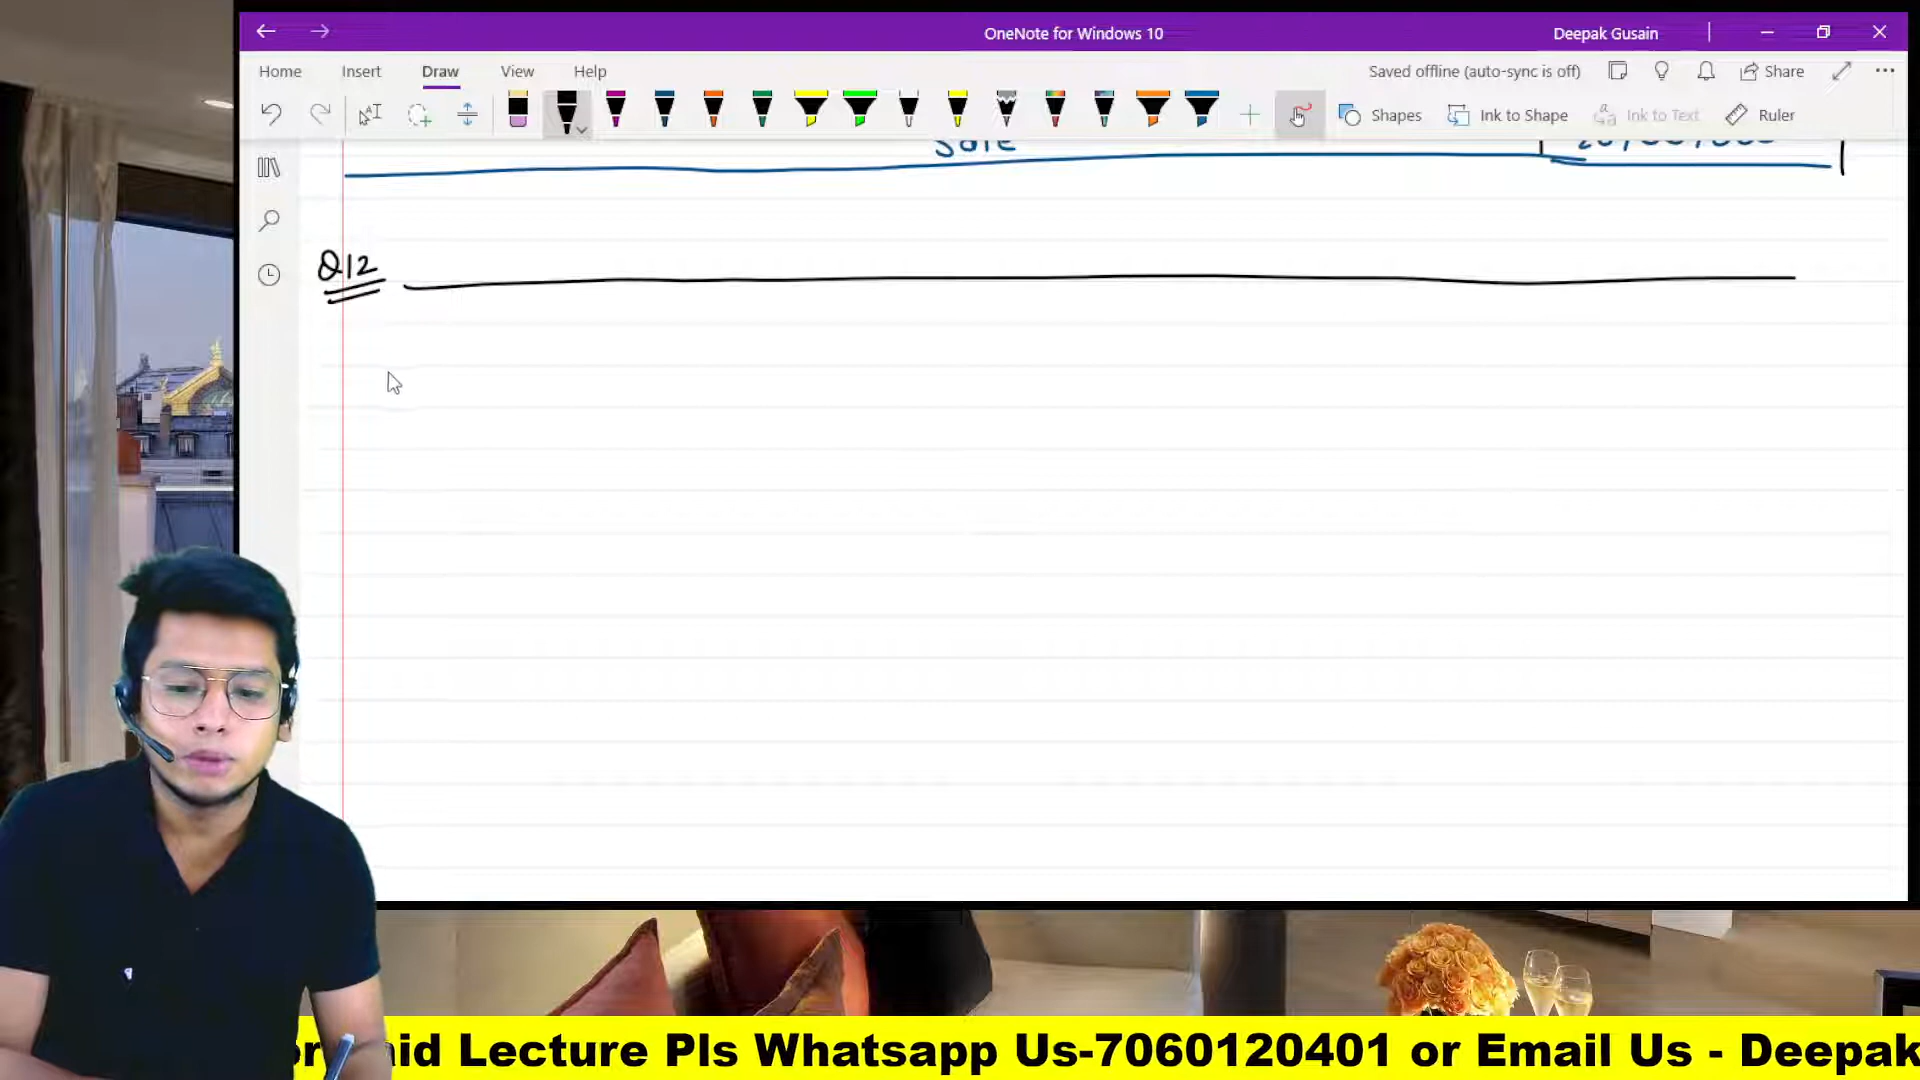 OneNote for Windows 10
Deepak Gusain
Home Insert Draw View Help
Saved offline (auto-sync is off)
Share
Shapes
Ink to Shape
Ink to Text
Ruler
Sale
Q12
Lecture Pls Whatsapp Us-7060120401 or Email Us - Deepak